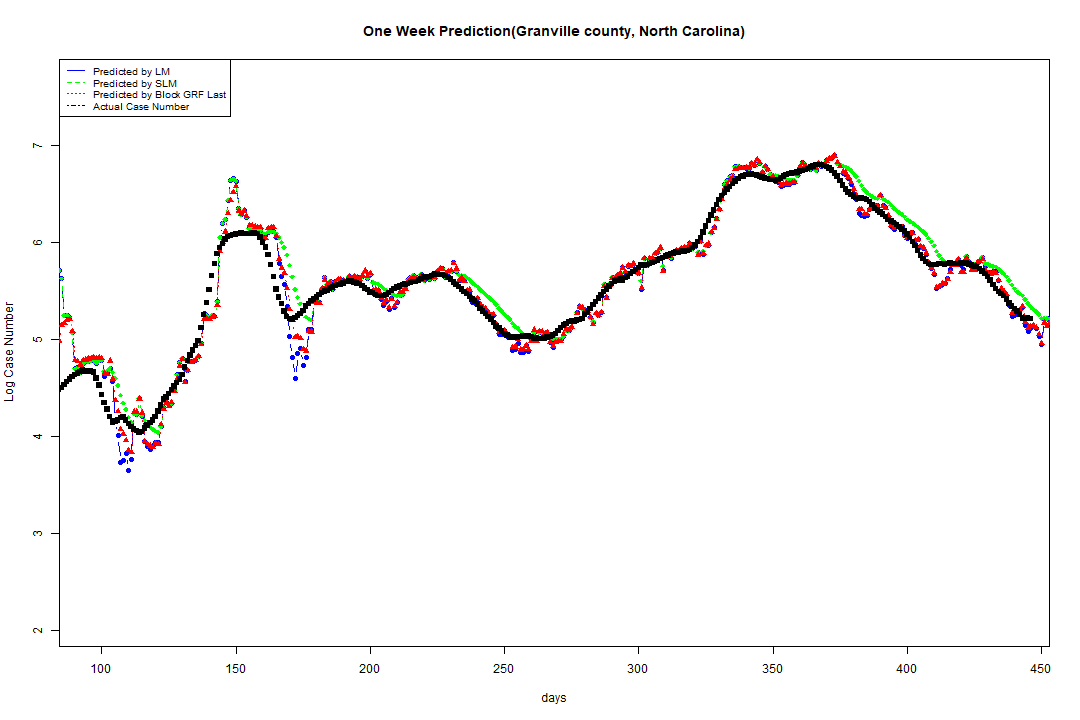 One Week Prediction(Granville county, North Carolina)
Predicted by LM
Predicted by SLM
Predicted by Block GRF Last
Actual Case Number
7
6
5
4
3
2
Log Case Number
100 150 200 250 300 350 400 450
days